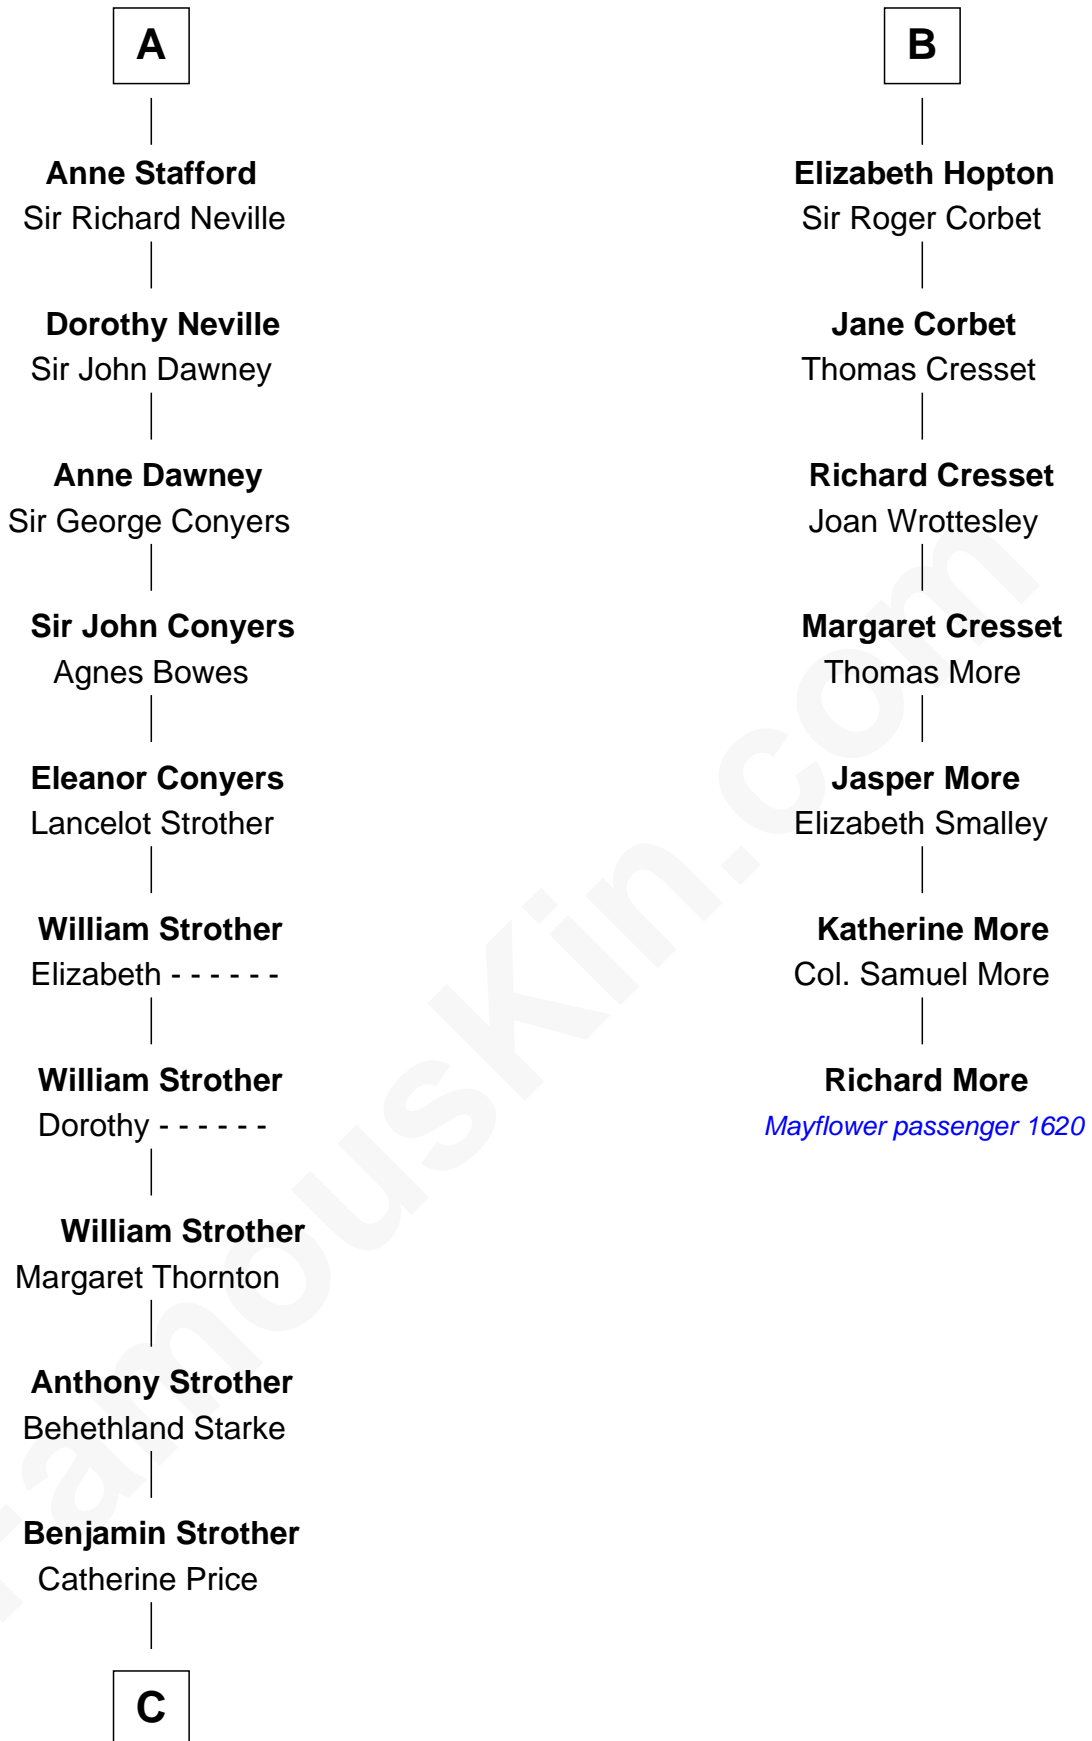 A
Anne Stafford
Sir Richard Neville
Dorothy Neville
Sir John Dawney
Anne Dawney
Sir George Conyers
Sir John Conyers
Agnes Bowes
Eleanor Conyers
Lancelot Strother
William Strother
Elizabeth - - - - - -
William Strother
Dorothy - - - - - -
William Strother
Margaret Thornton
Anthony Strother
Behethland Starke
Benjamin Strother
Catherine Price
C
B
Elizabeth Hopton
Sir Roger Corbet
Jane Corbet
Thomas Cresset
Richard Cresset
Joan Wrottesley
Margaret Cresset
Thomas More
Jasper More
Elizabeth Smalley
Katherine More
Col. Samuel More
Richard More
Mayflower passenger 1620
FamousKin.com